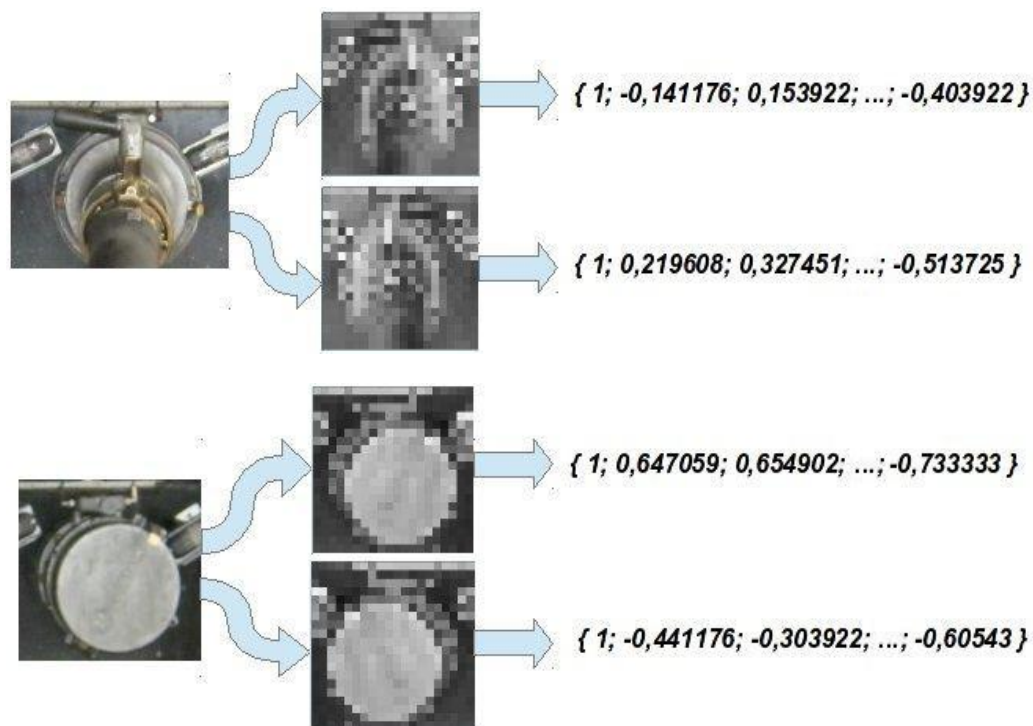 { 1; -0,141176; 0,153922; ...; -0,403922 }
{ 1; 0,219608; 0,327451; ...; -0,513725 }
{ 1; 0,647059; 0,654902; ...; -0,733333 }
{ 1; -0,441176; -0,303922; ...; -0,60543 }